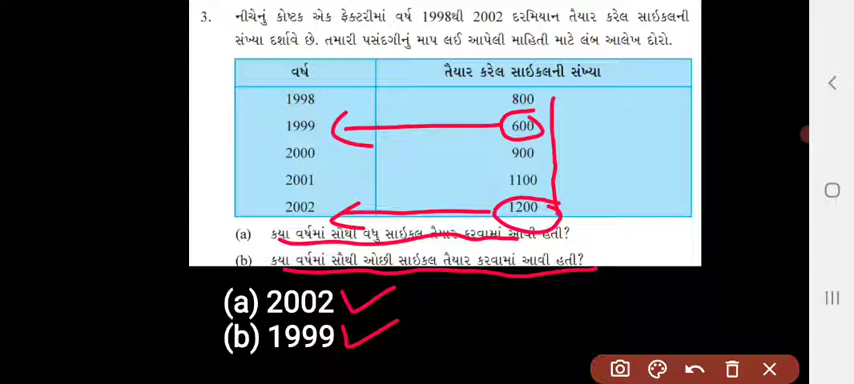 3. નીચેનું કોષ્ટક એક ફેક્ટરીમાં વર્ષ 1998થી 2002 દરમિયાન તૈયાર કરેલ સાઇકલની
સંખ્યા દર્શાવે છે. તમારી પસંદગીનું માપ લઈ આપેલી માહિતી માટે લંબ આલેખ દોરો.
વર્ષ તૈયાર કરેલ સાઇકલની સંખ્યા
1998 800
1999 600
2000 900
2001 1100
2002 1200
(a) કયા વર્ષમાં સૌથી વધુ સાઇકલ તૈયાર કરવામાં આવી હતી?
(b) કયા વર્ષમાં સૌથી ઓછી સાઇકલ તૈયાર કરવામાં આવી હતી?
(a) 2002
(b) 1999